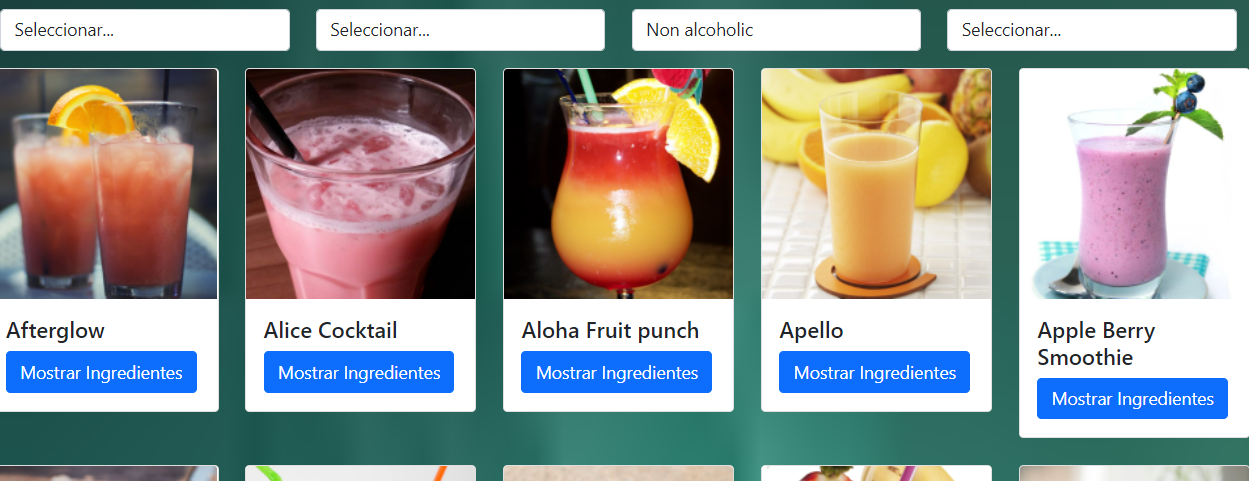 Seleccionar...
Seleccionar...
Non alcoholic
Seleccionar...
Afterglow
Mostrar Ingredientes
Alice Cocktail
Mostrar Ingredientes
Aloha Fruit punch
Mostrar Ingredientes
Apello
Mostrar Ingredientes
Apple Berry
Smoothie
Mostrar Ingredientes